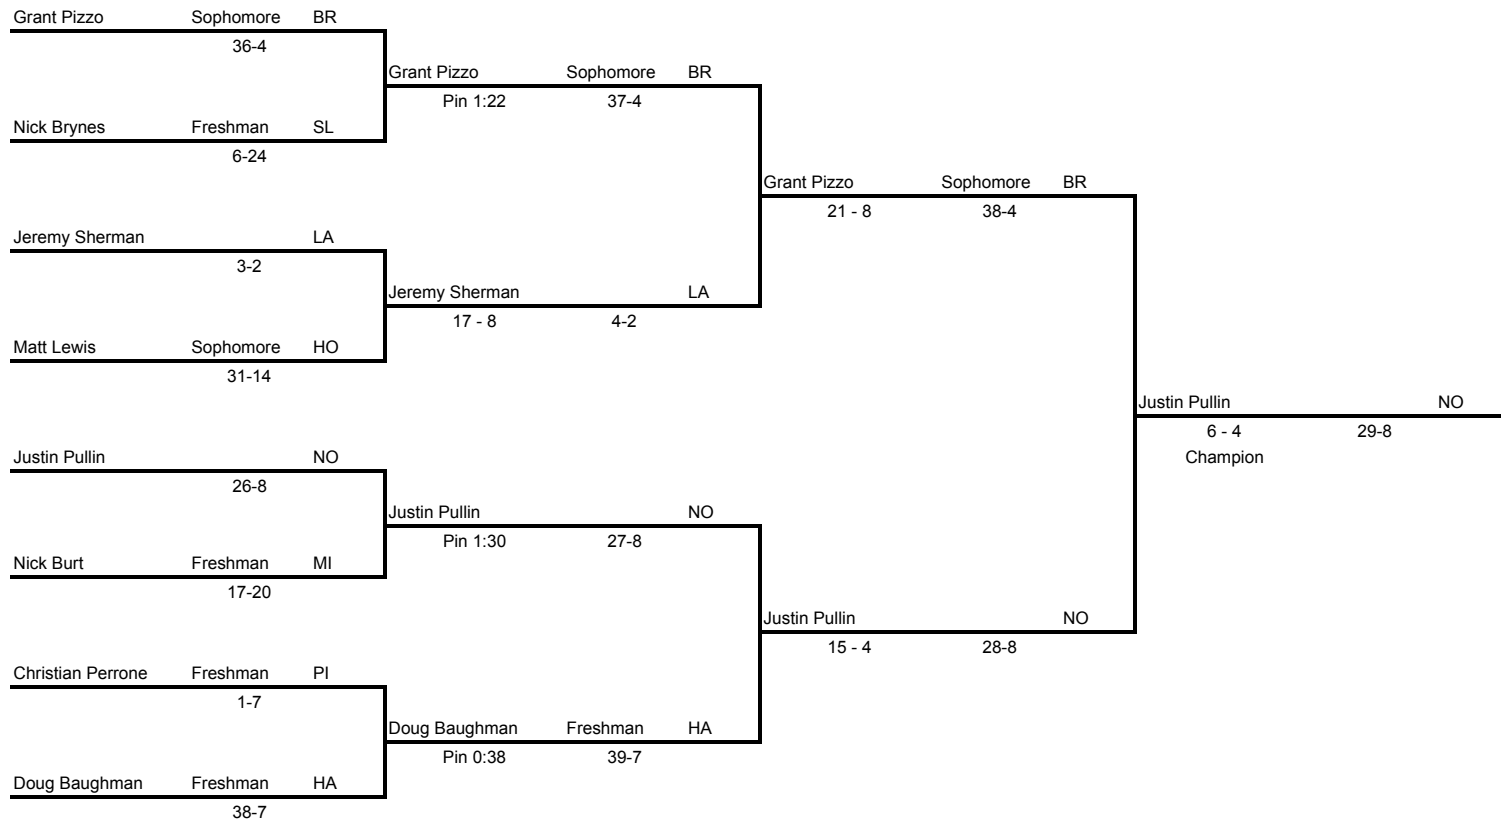 Grant Pizzo Sophomore BR
36-4
Grant Pizzo Sophomore BR
Pin 1:22 37-4
Nick Brynes Freshman SL
6-24
Grant Pizzo Sophomore BR
21 - 8 38-4
Jeremy Sherman LA
3-2
Jeremy Sherman LA
17 - 8 4-2
Matt Lewis Sophomore HO
31-14
Justin Pullin NO
6 - 4 29-8
Champion
Justin Pullin NO
26-8
Justin Pullin NO
Pin 1:30 27-8
Nick Burt Freshman MI
17-20
Justin Pullin NO
15 - 4 28-8
Christian Perrone Freshman PI
1-7
Doug Baughman Freshman HA
Pin 0:38 39-7
Doug Baughman Freshman HA
38-7